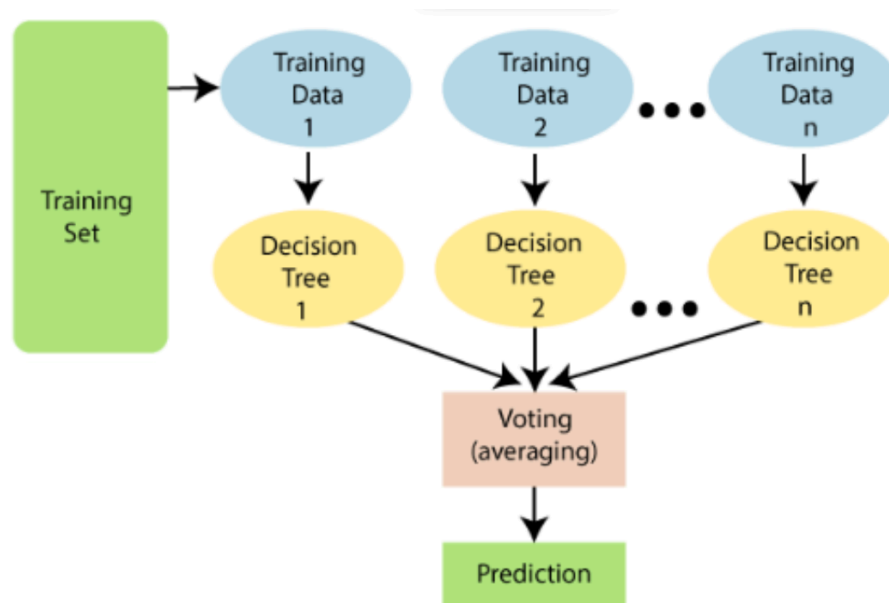 Training
Set
Training
Data
1
Training
Data
2
Training
Data
n
Decision
Tree
1
Decision
Tree
2
Decision
Tree
n
Voting
(averaging)
Prediction